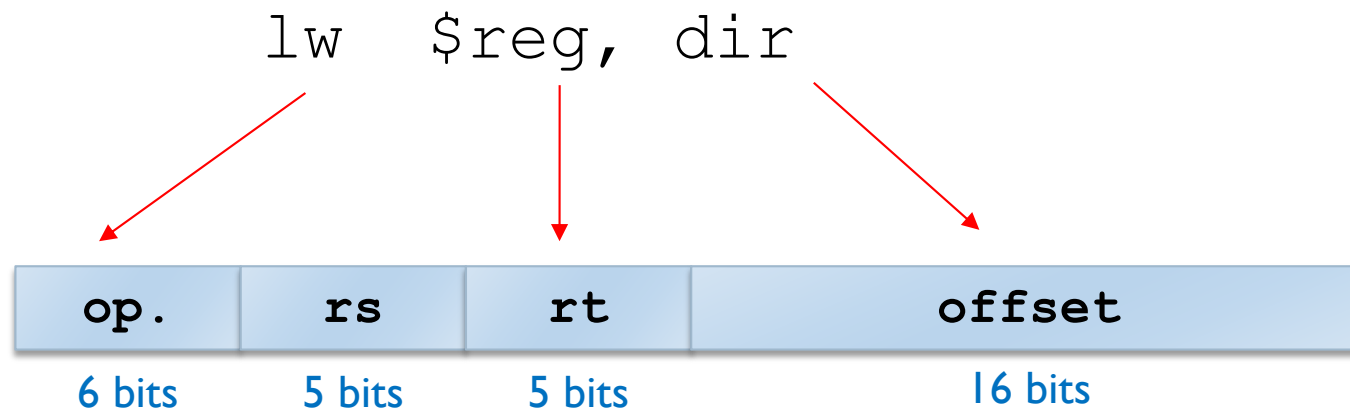 lw $reg, dir
op. rs rt offset
6 bits 5 bits 5 bits 16 bits